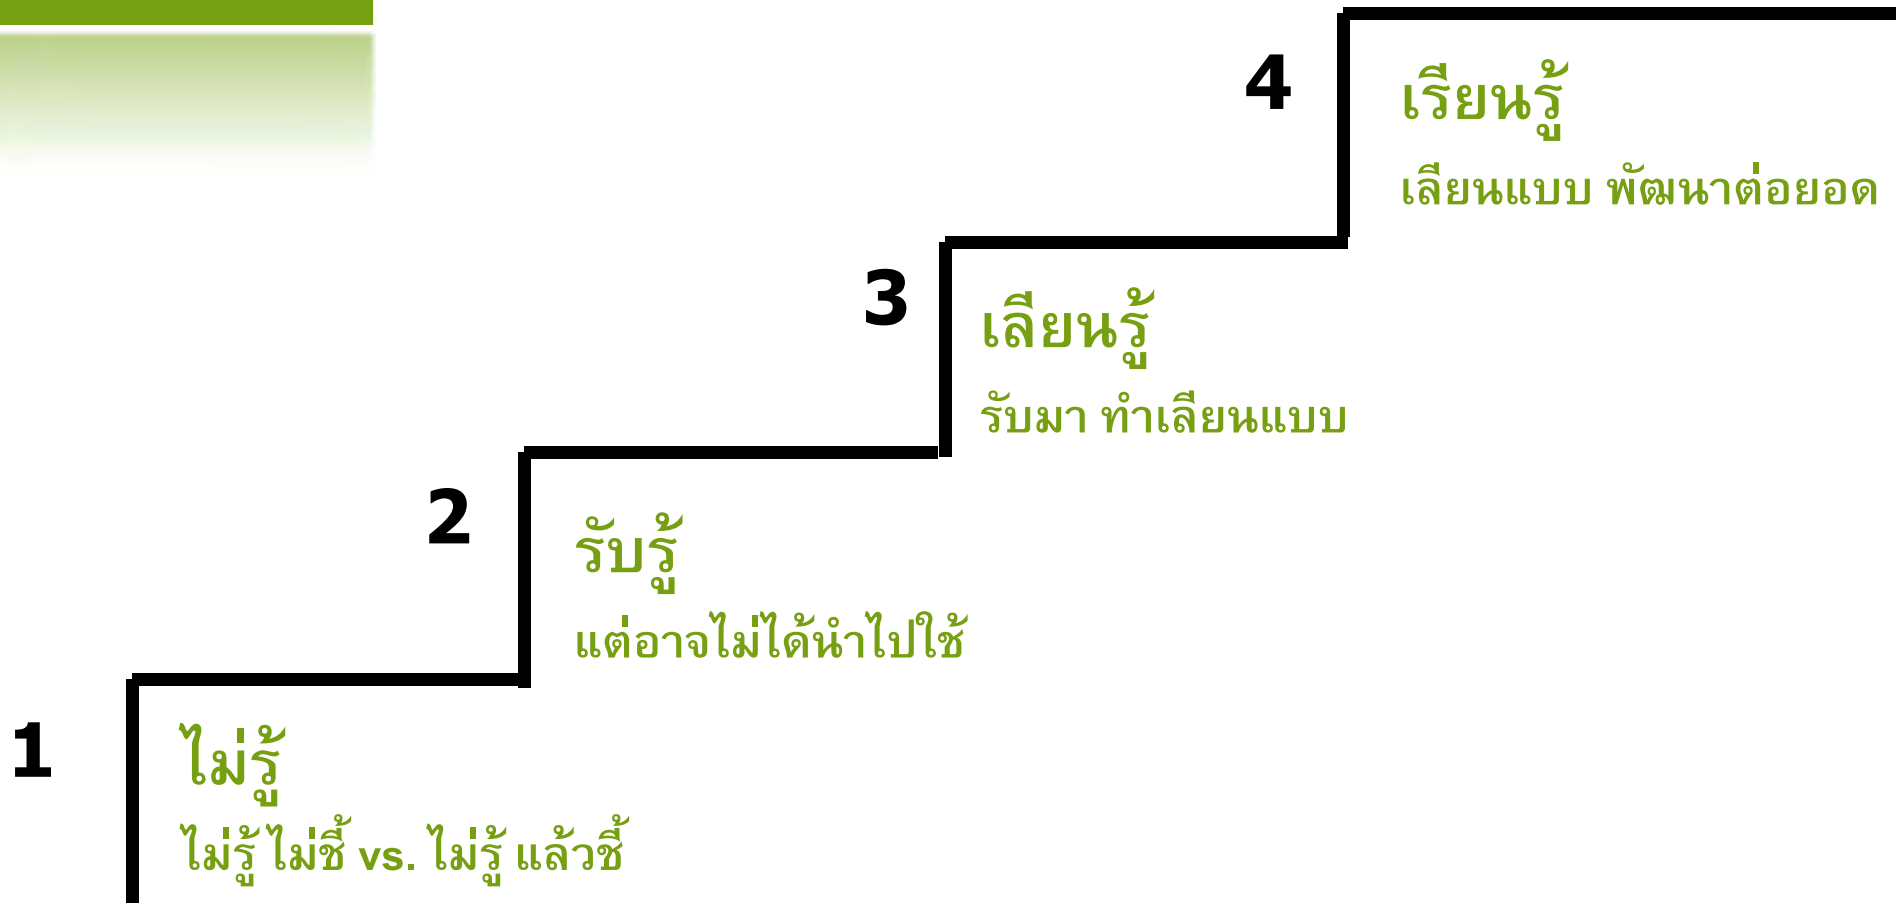 4
เรียนรู้
เลียนแบบ พัฒนาต่อยอด
3
เลียนรู้
รับมา ทำเลียนแบบ
2
รับรู้
แต่อาจไม่ได้นำไปใช้
1
ไม่รู้
ไม่รู้ ไม่ชี้ vs. ไม่รู้ แล้วชี้